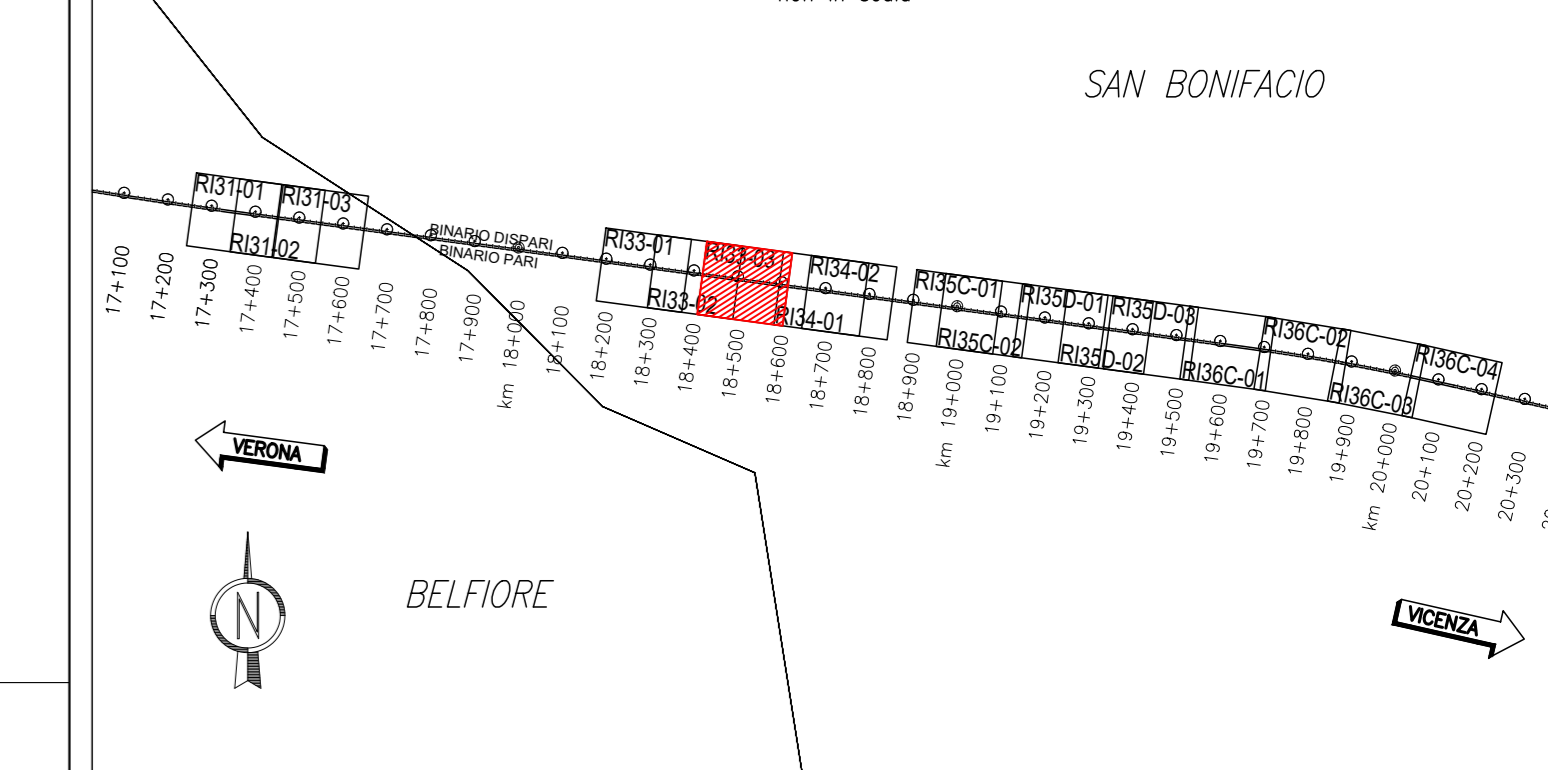 SAN BONIFACIO
RI31-01
RI31-03
RI31-02
BINARIO DISPARI
BINARIO PARI
RI33-01
RI33-03
RI33-02
RI34-02
RI34-01
RI35C-01
RI35C-02
RI35D-01
RI35D-03
RI35D-02
RI36C-02
RI36C-01
RI36C-04
RI36C-03
17+100
17+200
17+300
17+400
17+500
17+600
17+700
17+800
17+900
km 18+000
18+100
18+200
18+300
18+400
18+500
18+600
18+700
18+800
18+900
km 19+000
19+100
19+200
19+300
19+400
19+500
19+600
19+700
19+800
19+900
km 20+000
20+100
20+200
20+300
VERONA
N
BELFIORE
VICENZA